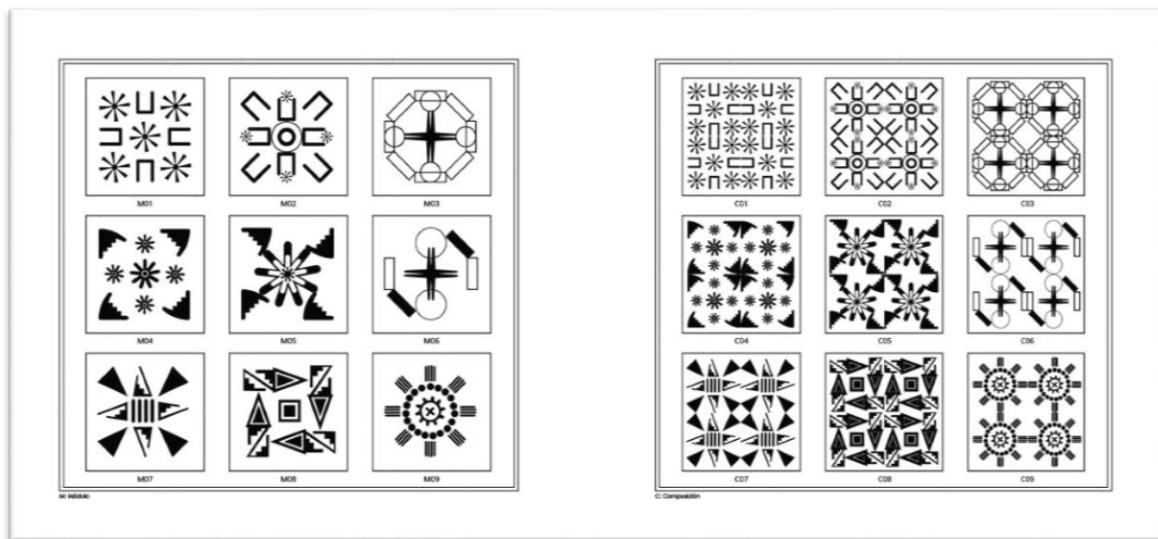 M01 M02 M03
M04 M05 M06
M07 M08 M09
M: Módulo
C01 C02 C03
C04 C05 C06
C07 C08 C09
C: Composición